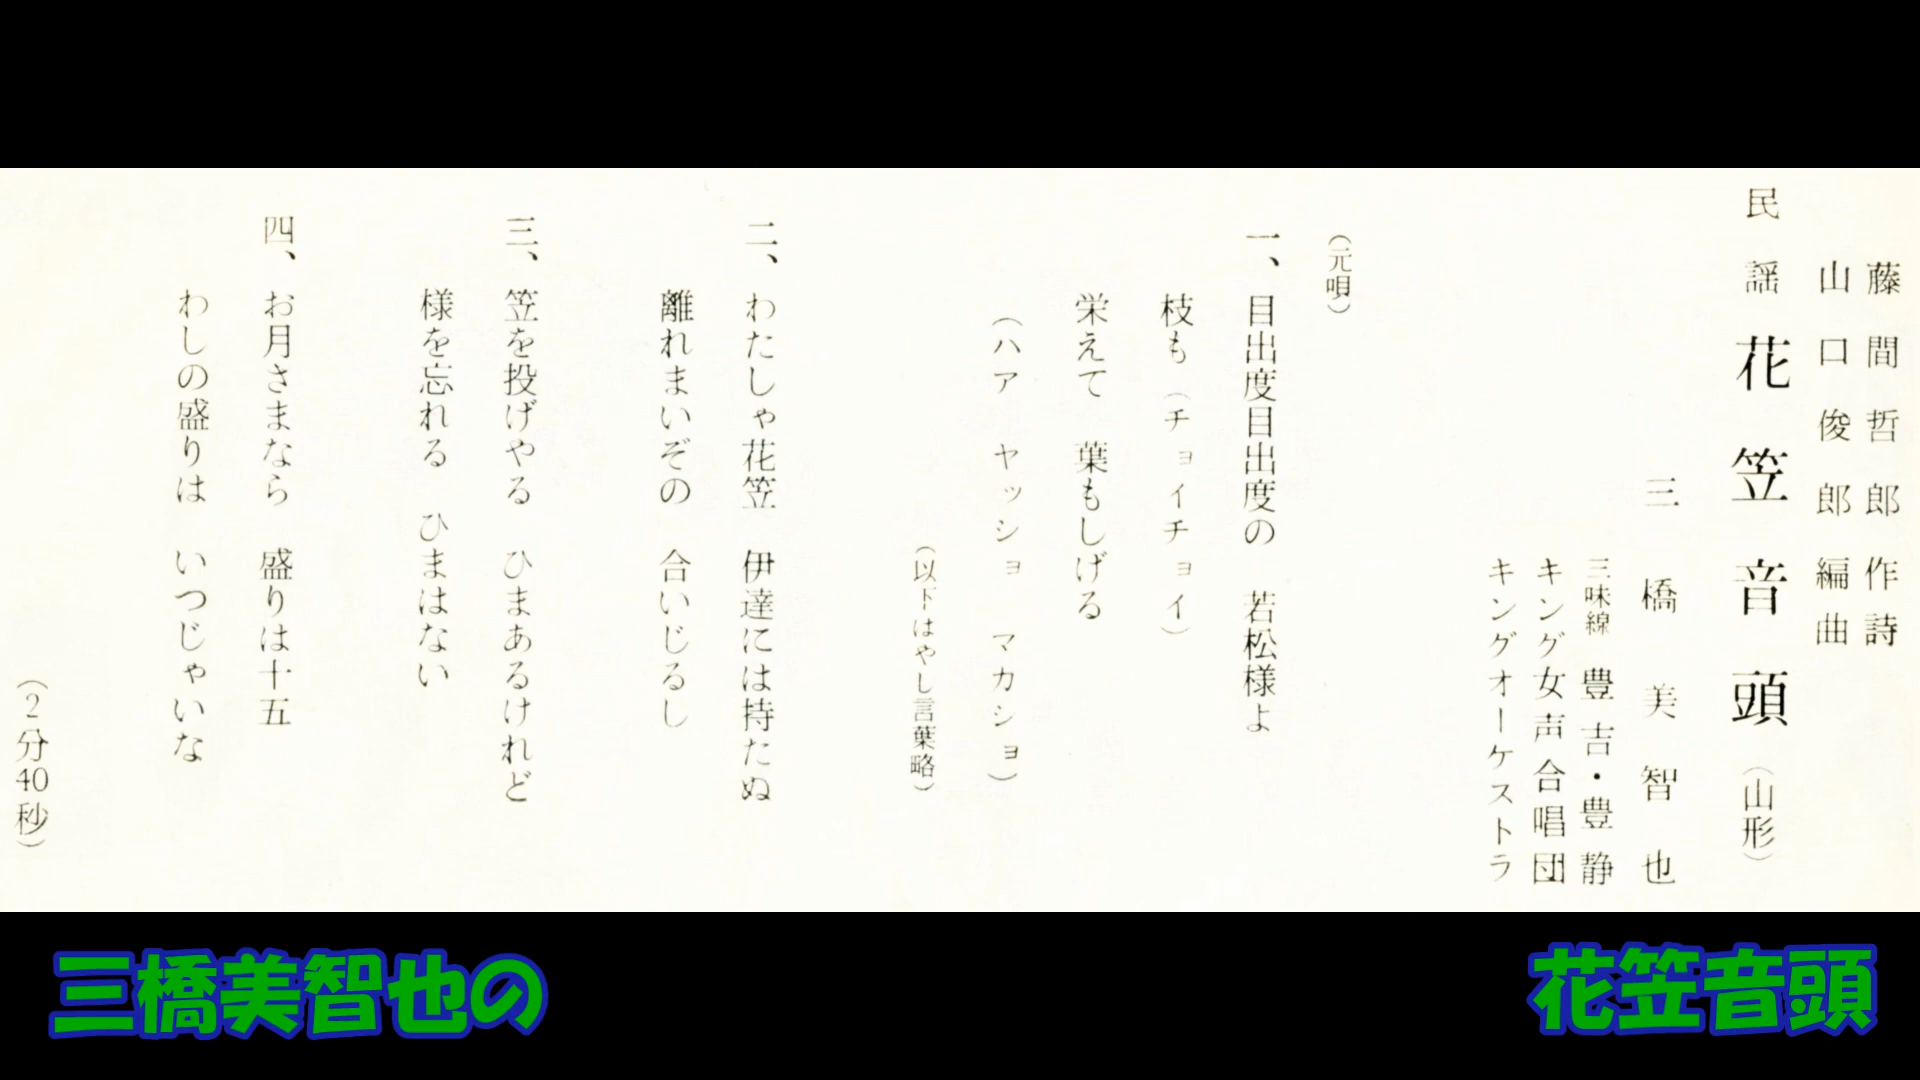 藤間哲郎作詩
山口俊郎編曲
民謡 花笠音頭(山形)
三橋美智也
三味線 豊吉・豊静
キング女声合唱団
キングオーケストラ
(元唄)
一、目出度目出度の 若松様よ
枝も(チョイチョイ)
栄えて 葉もしげる
(ハア ヤッショ マカショ)
(以下はやし言葉略)
二、わたしゃ花笠 伊達には持たぬ
離れまいぞの 合いじるし
三、笠を投げやる ひまあるけれど
様を忘れる ひまはない
四、お月さまなら 盛りは十五
わしの盛りは いつじゃいな
(2分40秒)
三橋美智也の
花笠音頭